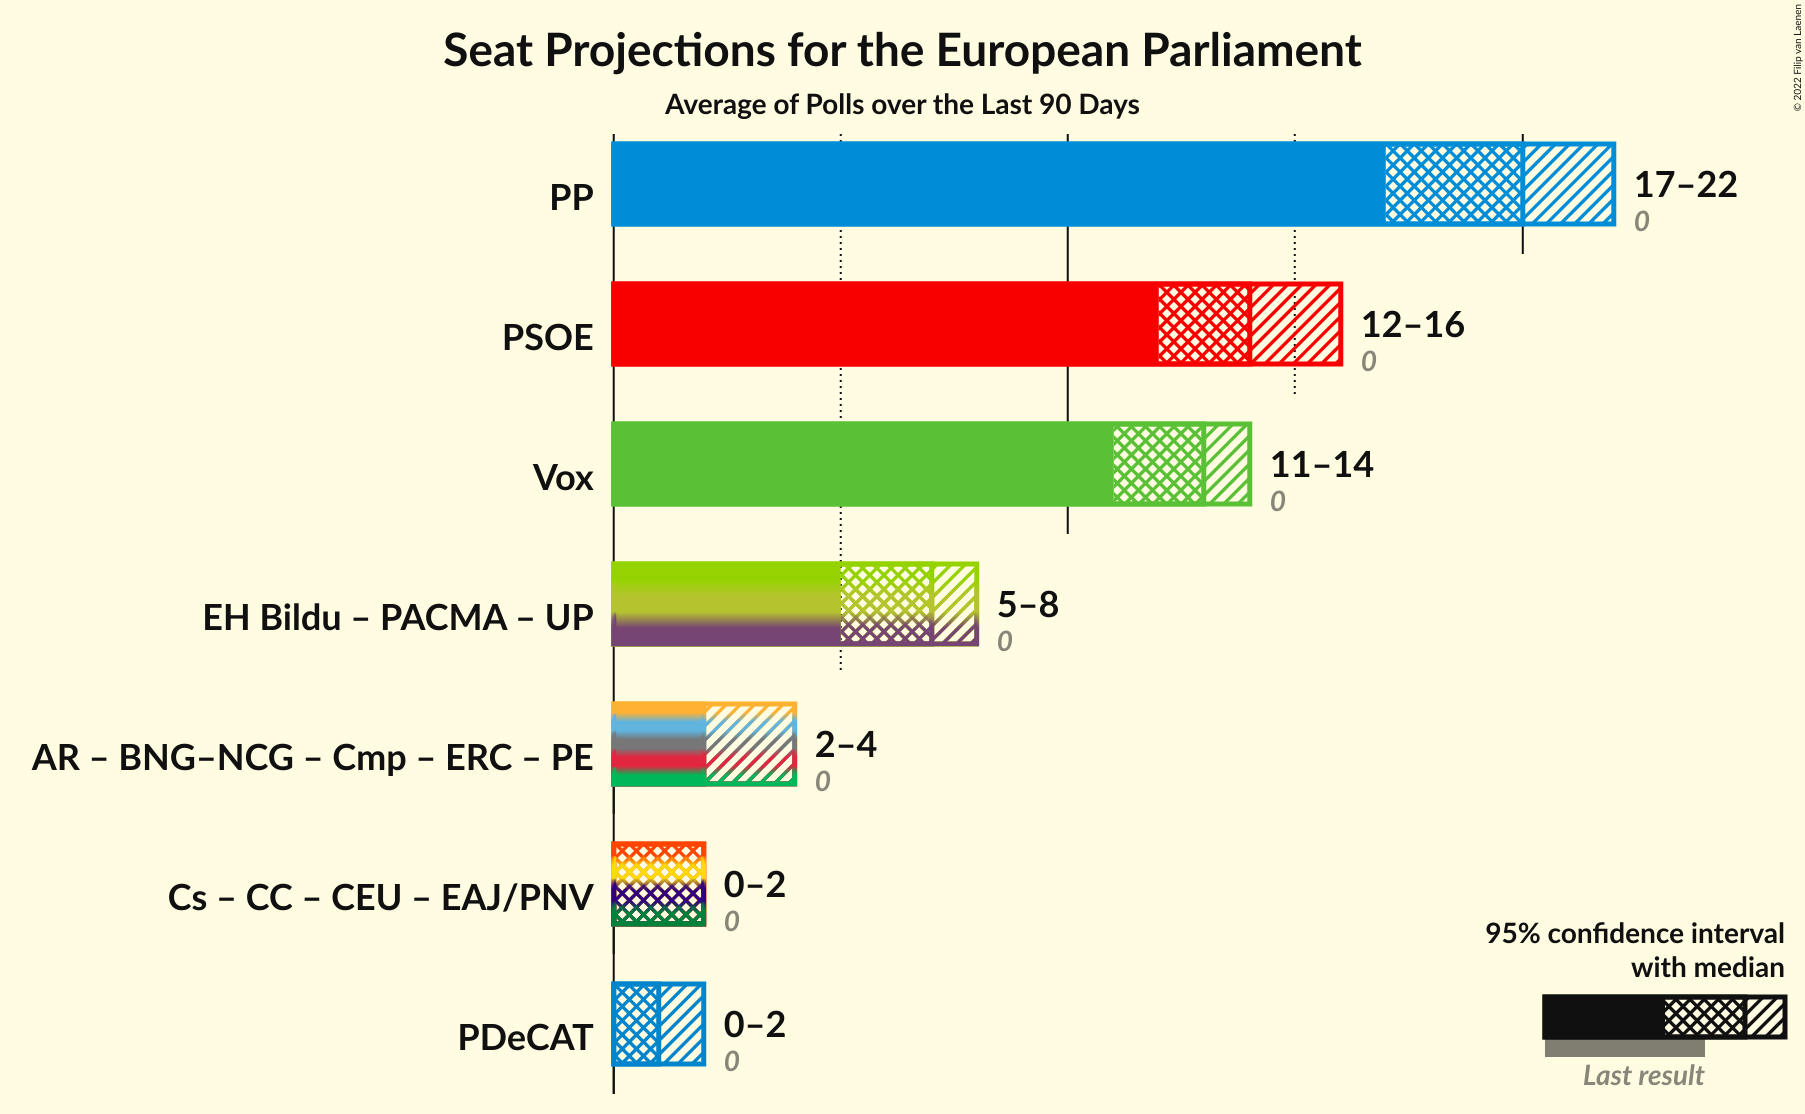 Seat Projections for the European Parliament
Average of Polls over the Last 90 Days
© 2022 Filip van Laenen
PP
17–22
0
PSOE
12–16
0
Vox
11–14
0
EH Bildu – PACMA – UP
5–8
0
AR – BNG–NCG – Cmp – ERC – PE
2–4
0
Cs – CC – CEU – EAJ/PNV
0–2
0
PDeCAT
0–2
0
95% confidence interval
with median
Last result